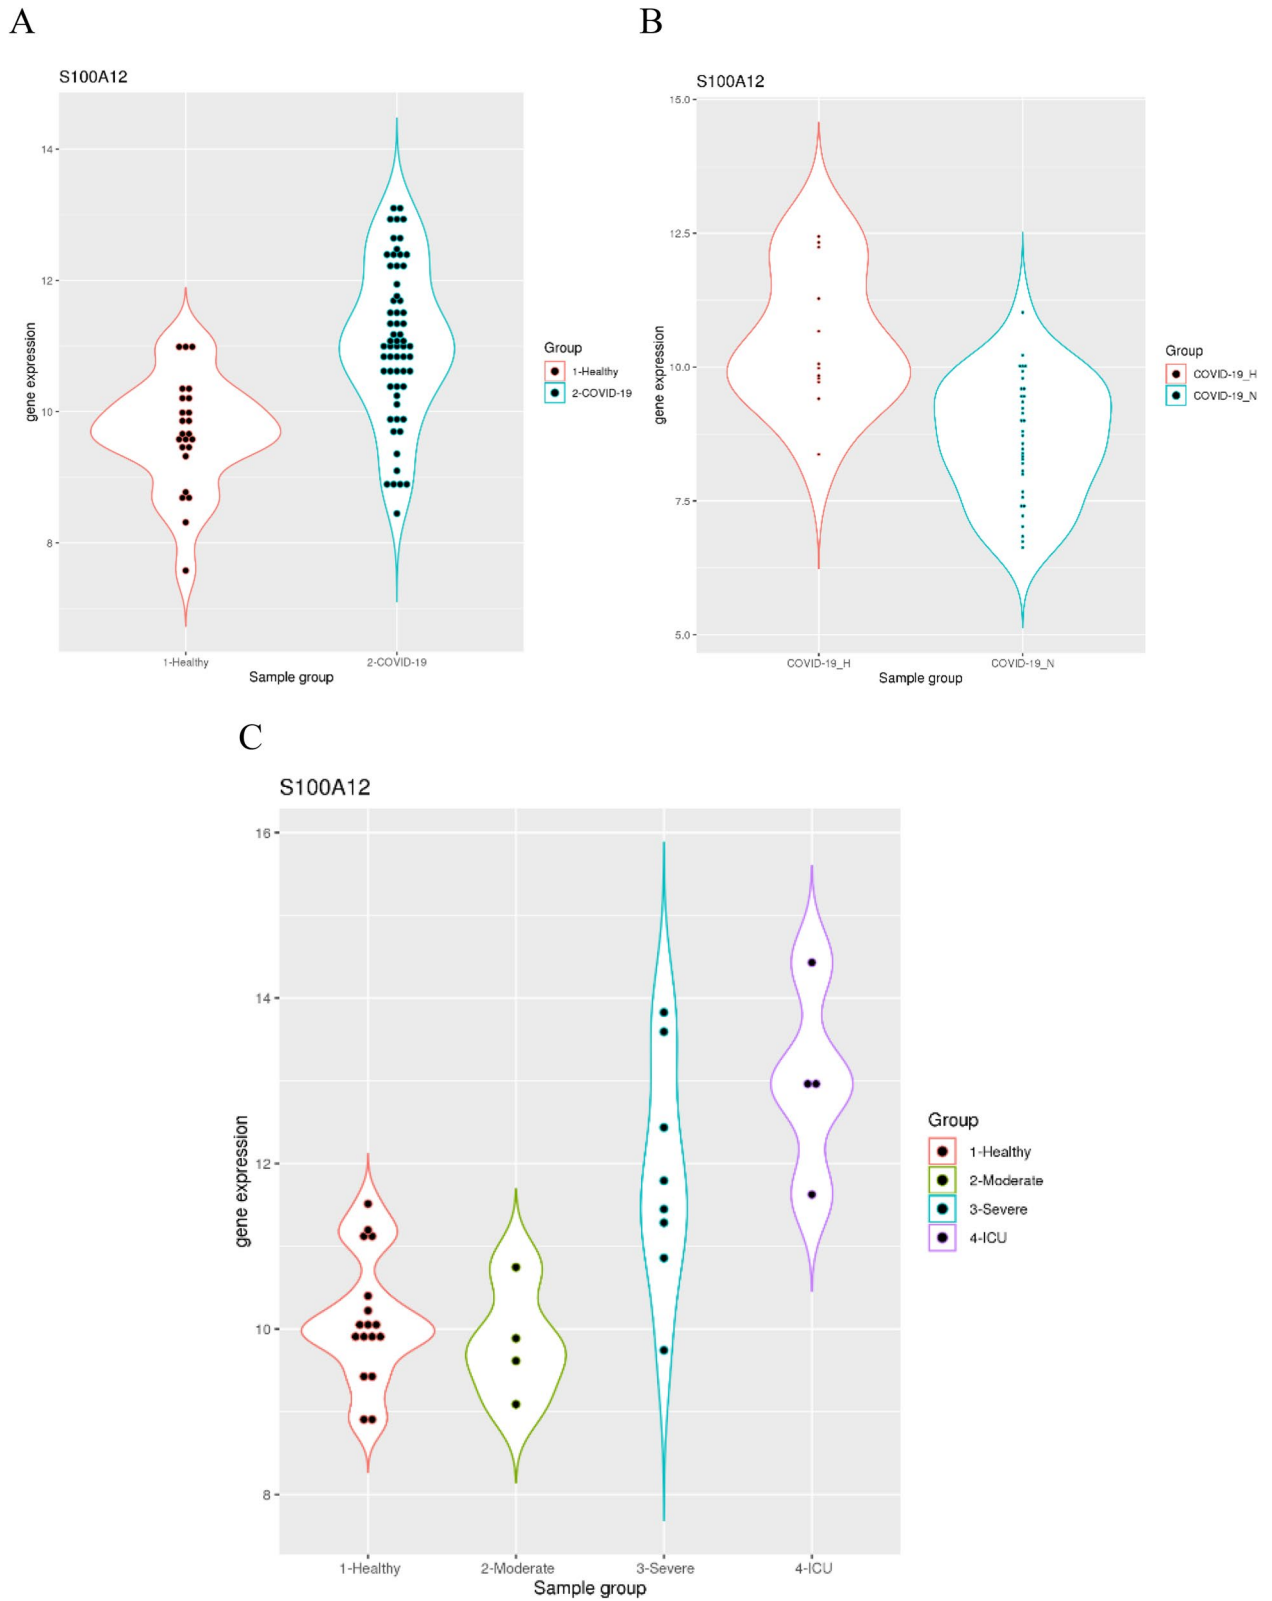 A
S100A12
14
12
10
8
gene expression
1-Healthy
2-COVID-19
Sample group
Group
1-Healthy
2-COVID-19
B
S100A12
15.0
12.5
10.0
7.5
5.0
gene expression
COVID-19_H
COVID-19_N
Sample group
Group
COVID-19_H
COVID-19_N
C
S100A12
16
14
12
10
8
gene expression
1-Healthy
2-Moderate
3-Severe
4-ICU
Sample group
Group
1-Healthy
2-Moderate
3-Severe
4-ICU